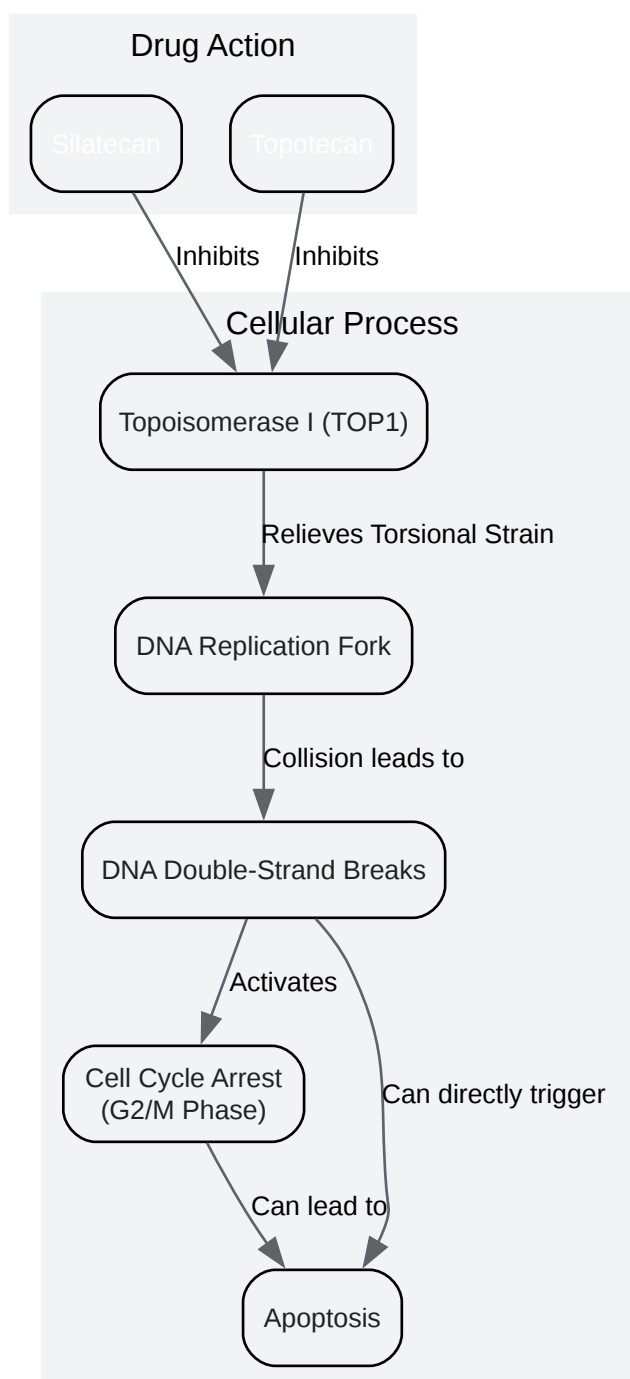 Drug Action
Silatecan
Topotecan
Inhibits
Inhibits
Cellular Process
Topoisomerase I (TOP1)
Relieves Torsional Strain
DNA Replication Fork
Collision leads to
DNA Double-Strand Breaks
Activates
Cell Cycle Arrest
(G2/M Phase)
Can directly trigger
Can lead to
Apoptosis